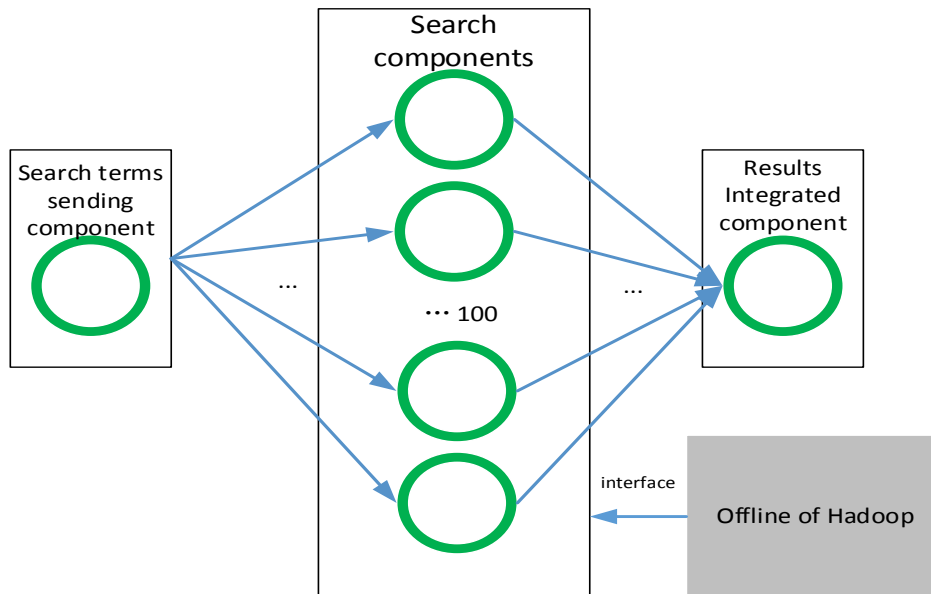 Search
components
Search terms
sending
component
Results
Integrated
component
...
...
... 100
interface
Offline of Hadoop